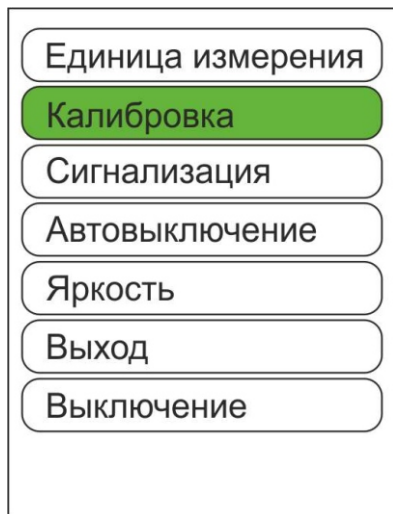 Единица измерения
Калибровка
Сигнализация
Автовыключение
Яркость
Выход
Выключение